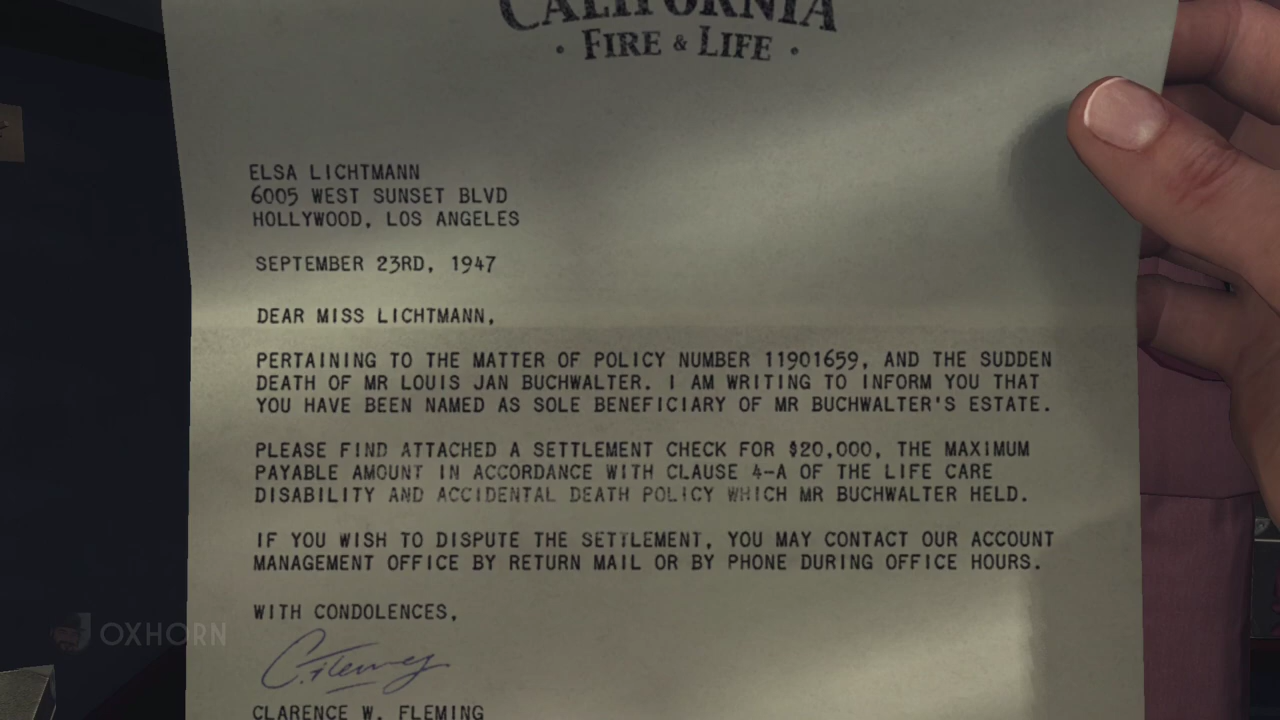 CALIFORNIA
• FIRE & LIFE •
ELSA LICHTMANN
6005 WEST SUNSET BLVD
HOLLYWOOD, LOS ANGELES
SEPTEMBER 23RD, 1947
DEAR MISS LICHTMANN,
PERTAINING TO THE MATTER OF POLICY NUMBER 11901659, AND THE SUDDEN
DEATH OF MR LOUIS JAN BUCHWALTER. I AM WRITING TO INFORM YOU THAT
YOU HAVE BEEN NAMED AS SOLE BENEFICIARY OF MR BUCHWALTER'S ESTATE.
PLEASE FIND ATTACHED A SETTLEMENT CHECK FOR $20,000, THE MAXIMUM
PAYABLE AMOUNT IN ACCORDANCE WITH CLAUSE 4-A OF THE LIFE CARE
DISABILITY AND ACCIDENTAL DEATH POLICY WHICH MR BUCHWALTER HELD.
IF YOU WISH TO DISPUTE THE SETTLEMENT, YOU MAY CONTACT OUR ACCOUNT
MANAGEMENT OFFICE BY RETURN MAIL OR BY PHONE DURING OFFICE HOURS.
WITH CONDOLENCES,
C. Fleming
CLARENCE W. FLEMING
OXHORN